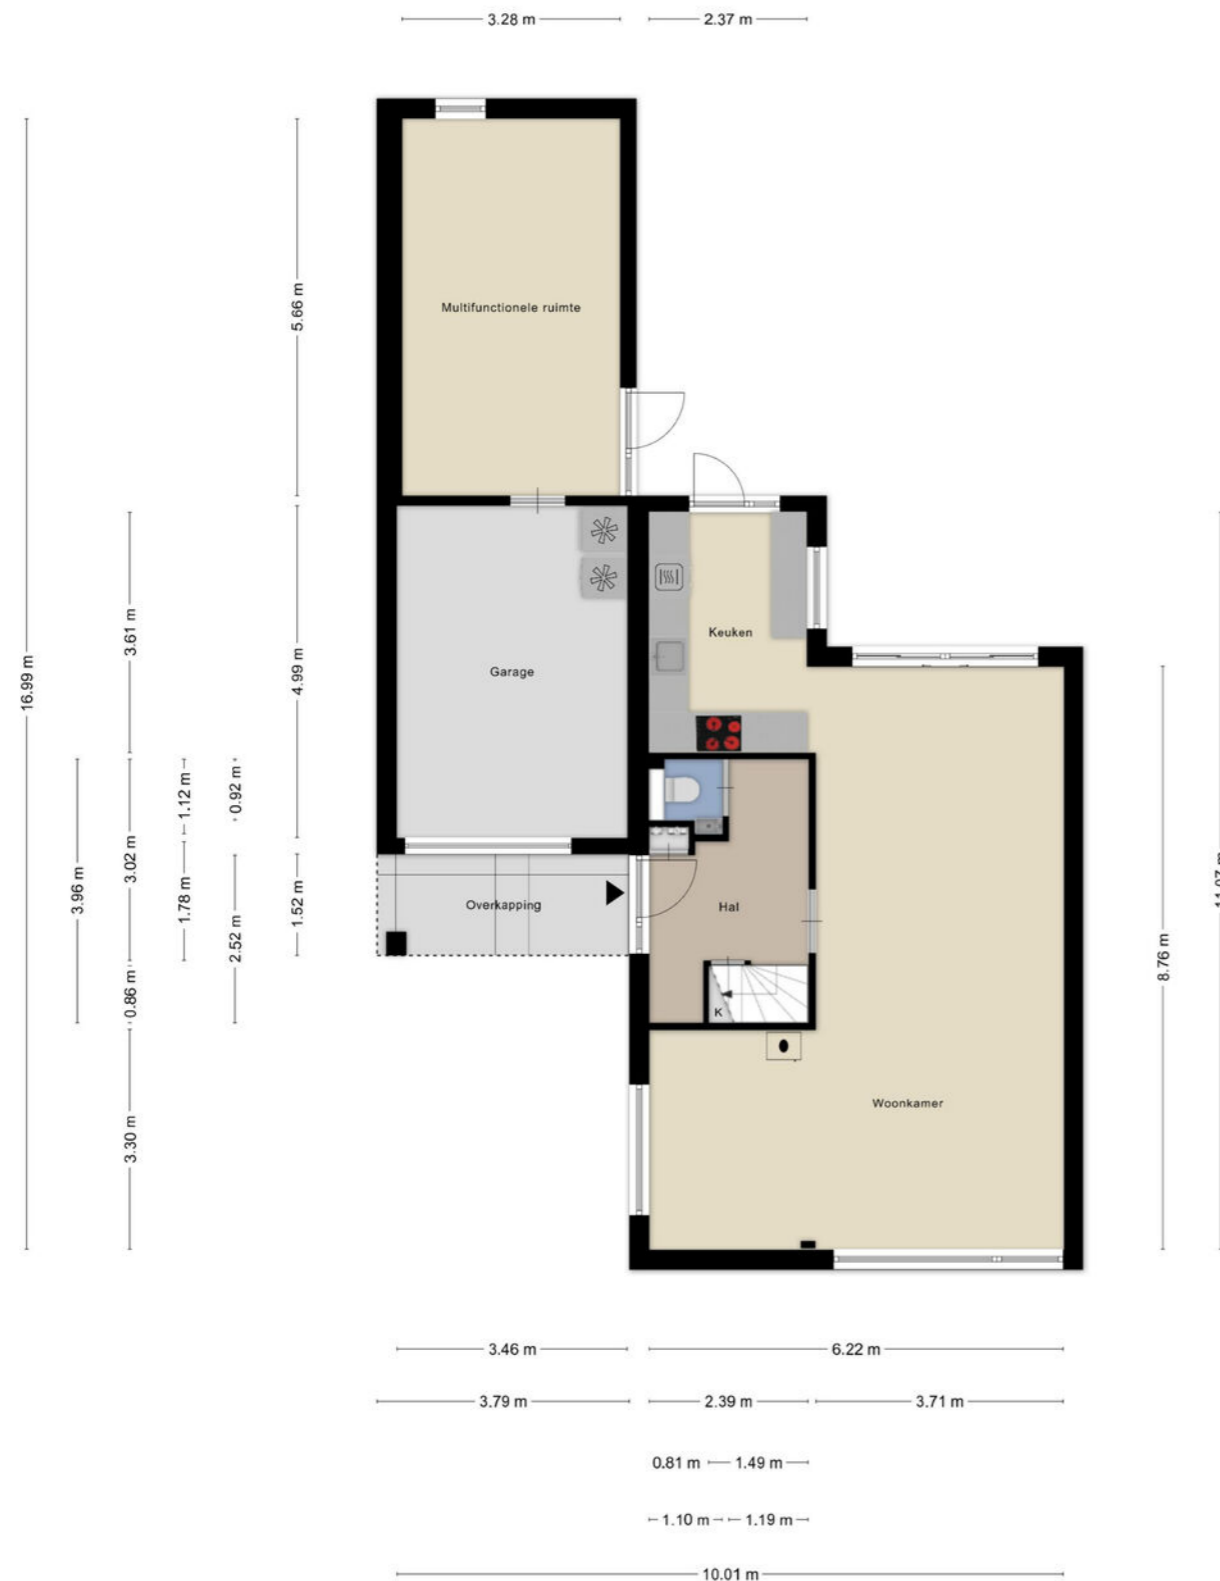 3.28 m
2.37 m
5.66 m
Multifunctionele ruimte
3.61 m
Keuken
16.99 m
4.99 m
Garage
1.12 m
0.92 m
3.02 m
3.96 m
1.78 m
1.52 m
Overkapping
Hal
2.52 m
8.76 m
0.86 m
K
Woonkamer
3.30 m
3.46 m
6.22 m
3.79 m
2.39 m
3.71 m
0.81 m
1.49 m
1.10 m
1.19 m
10.01 m